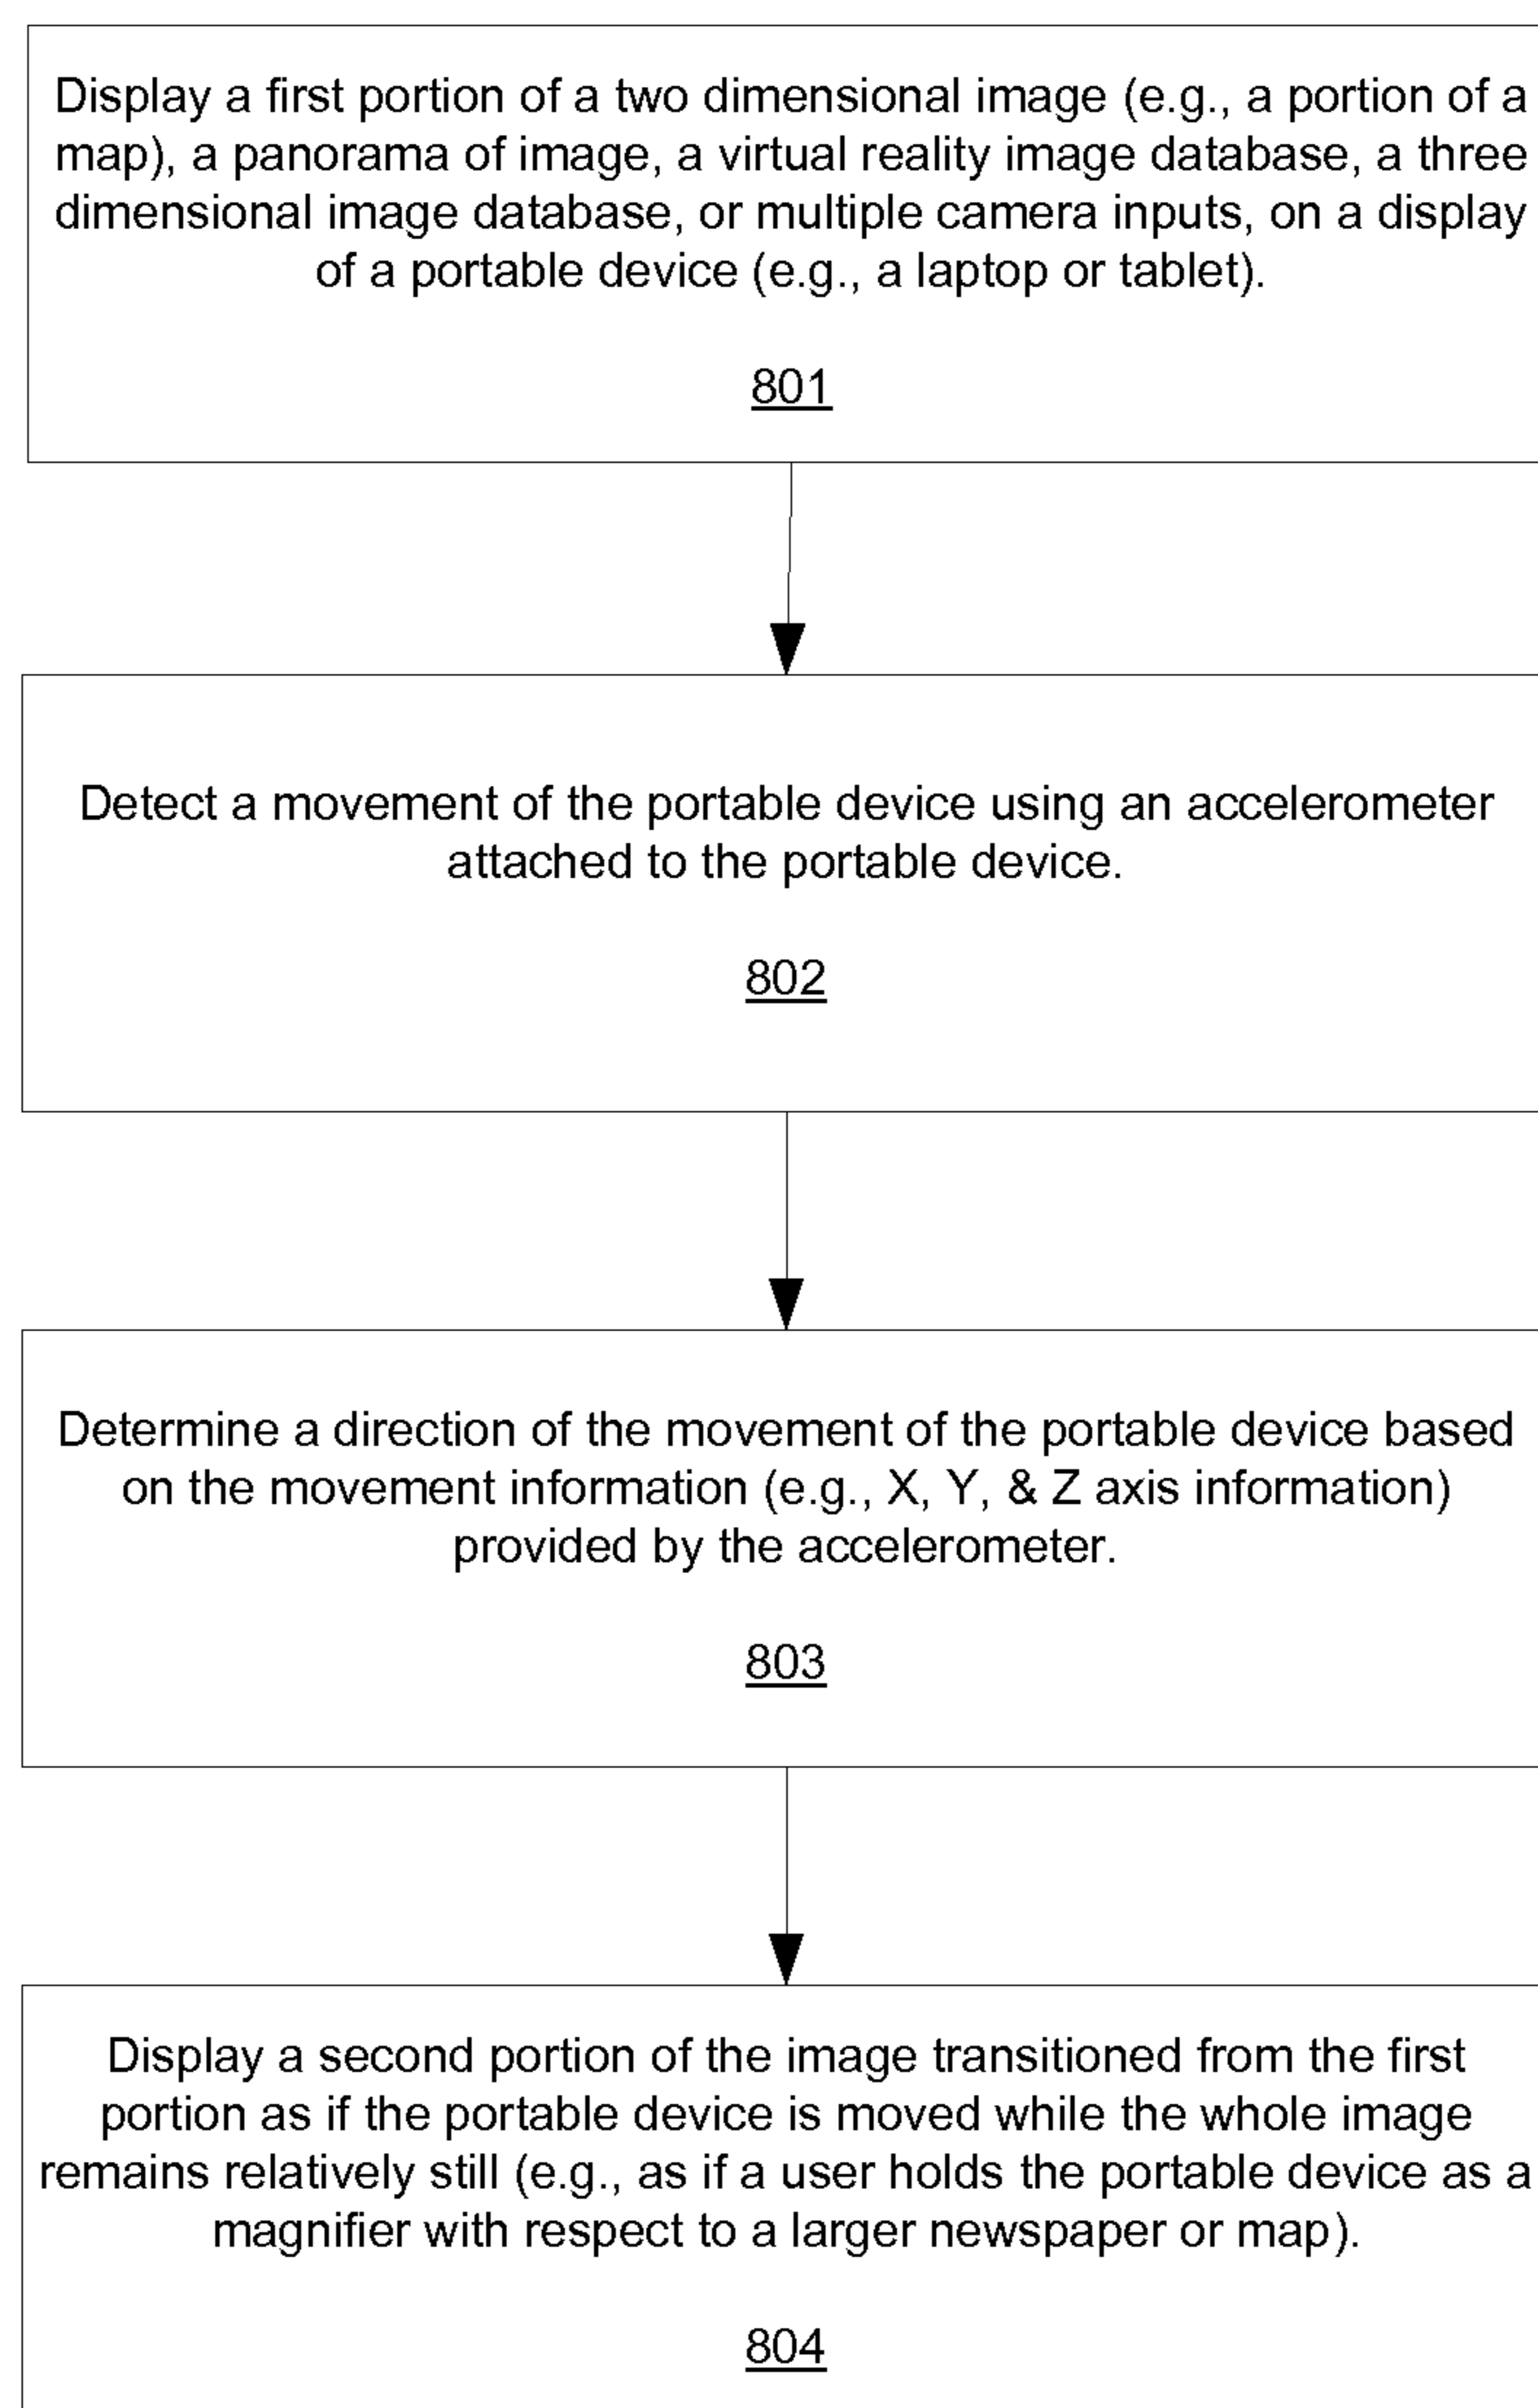 Display a first portion of a two dimensional image (e.g., a portion of a
map), a panorama of image, a virtual reality image database, a three
dimensional image database, or multiple camera inputs, on a display
of a portable device (e.g., a laptop or tablet).
801
Detect a movement of the portable device using an accelerometer
attached to the portable device.
802
Determine a direction of the movement of the portable device based
on the movement information (e.g., X, Y, & Z axis information)
provided by the accelerometer.
803
Display a second portion of the image transitioned from the first
portion as if the portable device is moved while the whole image
remains relatively still (e.g., as if a user holds the portable device as a
magnifier with respect to a larger newspaper or map).
804